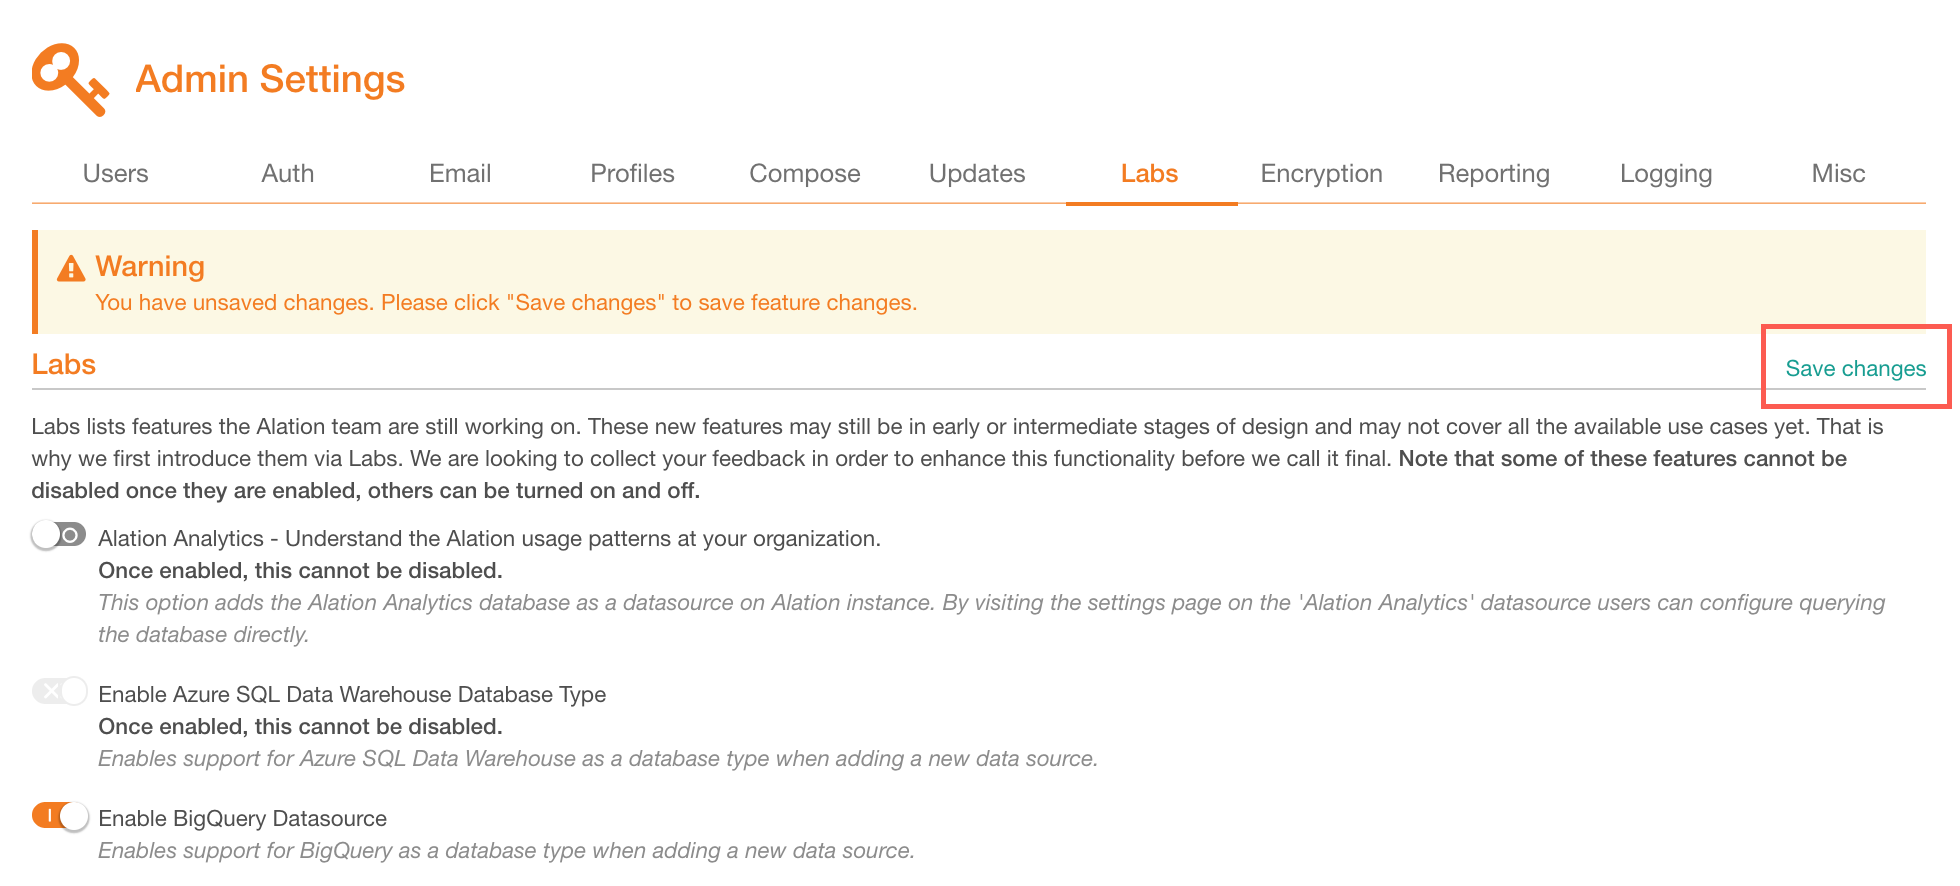 Admin Settings
Users Auth Email Profiles Compose Updates Labs Encryption Reporting Logging Misc
Warning
You have unsaved changes. Please click "Save changes" to save feature changes.
Labs
Save changes
Labs lists features the Alation team are still working on. These new features may still be in early or intermediate stages of design and may not cover all the available use cases yet. That is
why we first introduce them via Labs. We are looking to collect your feedback in order to enhance this functionality before we call it final. Note that some of these features cannot be
disabled once they are enabled, others can be turned on and off.
Alation Analytics - Understand the Alation usage patterns at your organization.
Once enabled, this cannot be disabled.
This option adds the Alation Analytics database as a datasource on Alation instance. By visiting the settings page on the 'Alation Analytics' datasource users can configure querying
the database directly.
Enable Azure SQL Data Warehouse Database Type
Once enabled, this cannot be disabled.
Enables support for Azure SQL Data Warehouse as a database type when adding a new data source.
Enable BigQuery Datasource
Enables support for BigQuery as a database type when adding a new data source.